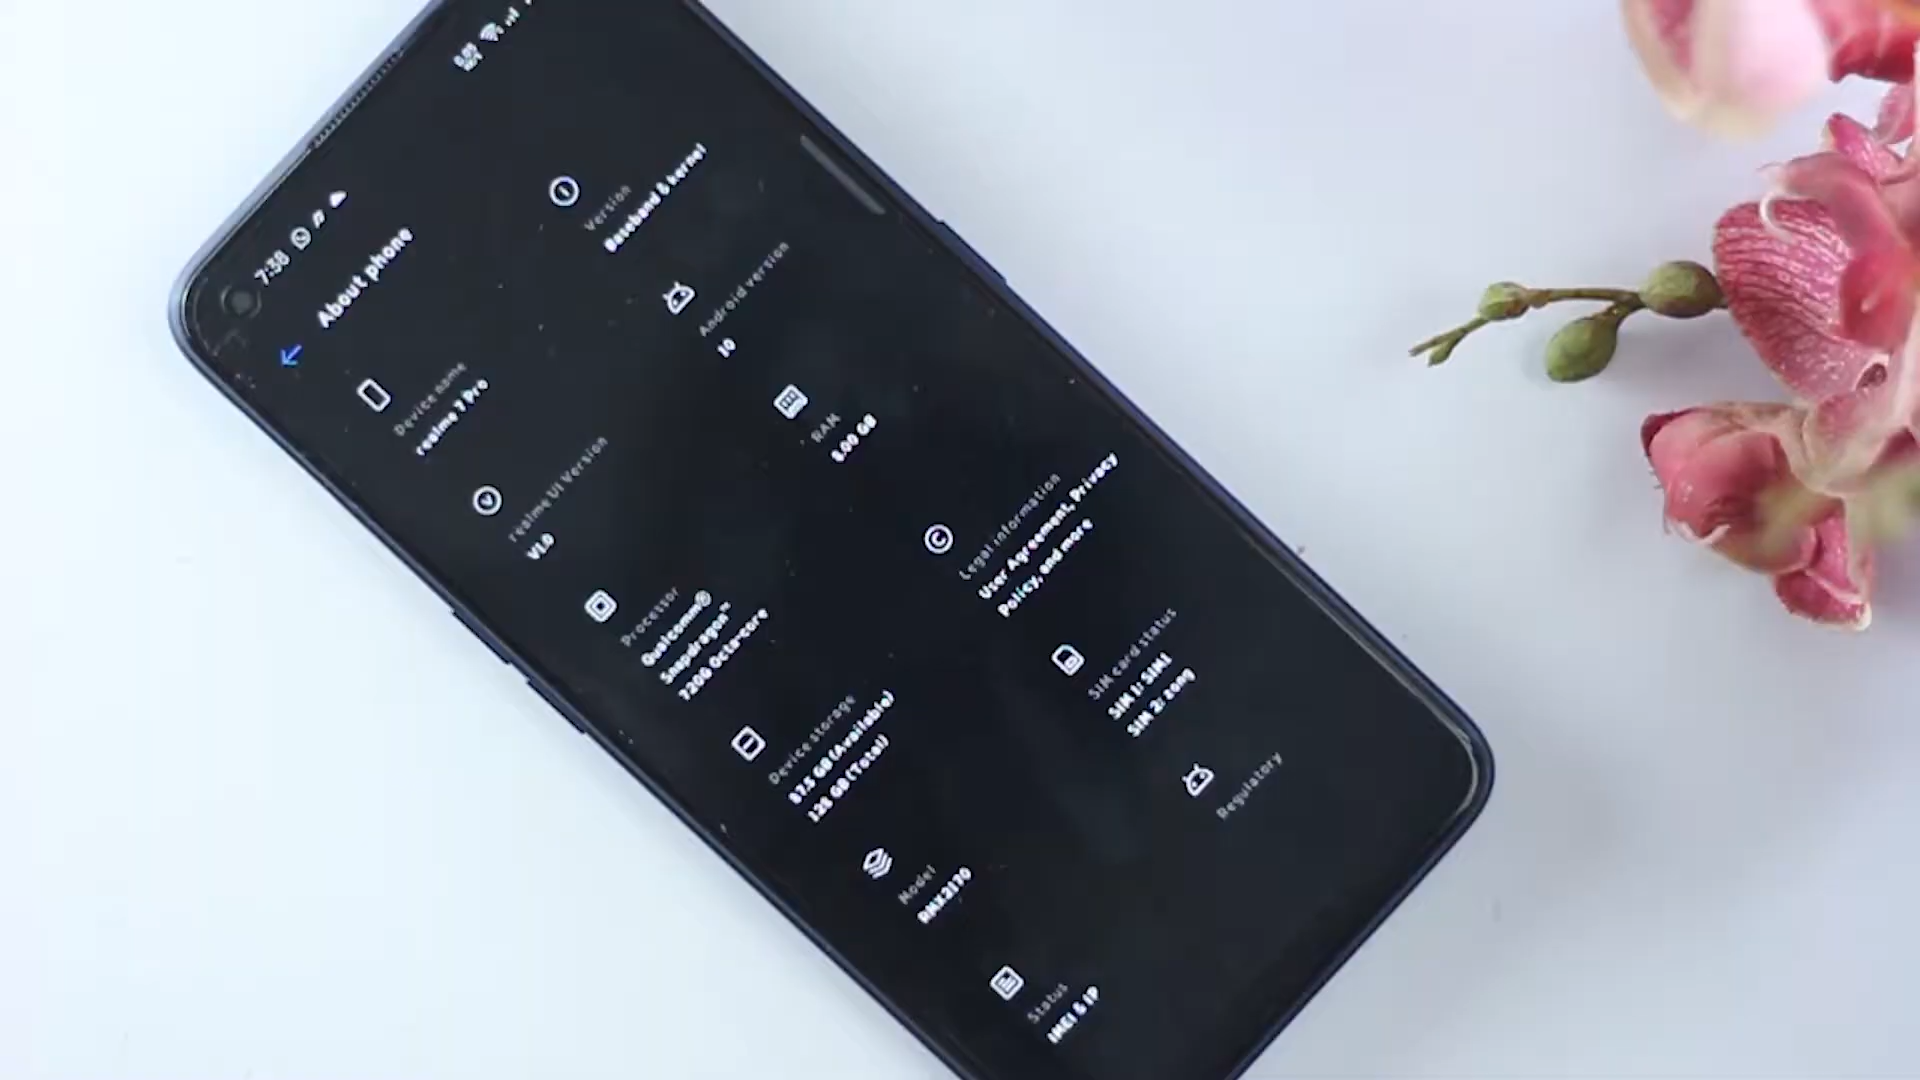 7:38
About phone
Device name
realme 7 Pro
realme UI Version
V1.0
Processor
Qualcomm®
Snapdragon™
720G Octa-core
Device storage
87.5 GB (Available)
128 GB (Total)
Model
RMX2170
Status
IMEI & IP
Version
Baseband & kernel
Android version
10
RAM
8.00 GB
Legal information
User Agreement, Privacy
Policy, and more
SIM card status
SIM 1: SIM1
SIM 2: zong
Regulatory